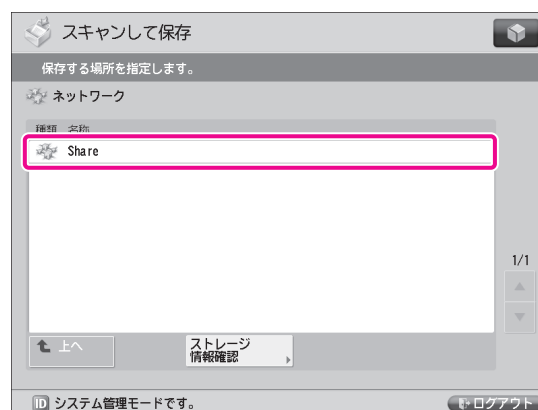 スキャンして保存
保存する場所を指定します。
ネットワーク
種類 名称
Share
1/1
上へ
ストレージ
情報確認
ID システム管理モードです。
ログアウト